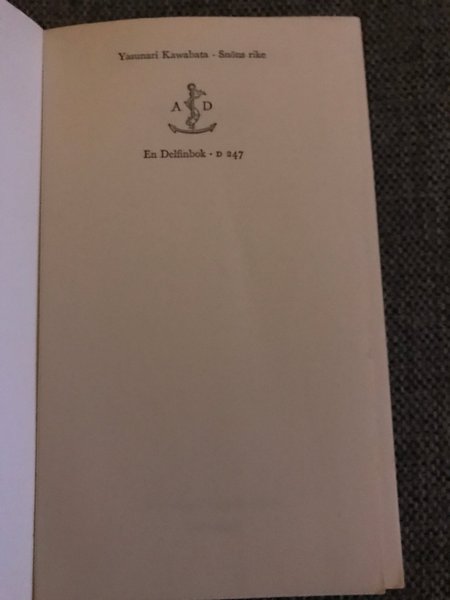 Yasunari Kawabata · Snöns rike
A D
En Delfinbok · D 247